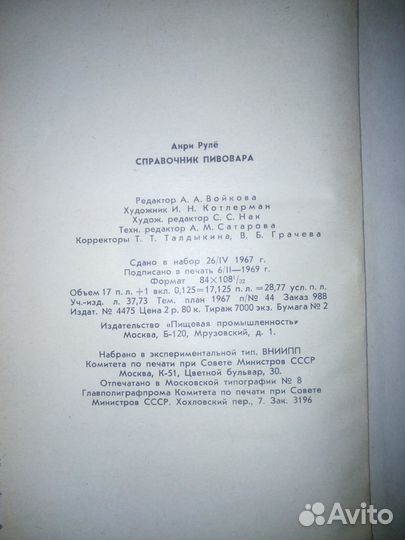 Анри Рулё
СПРАВОЧНИК ПИВОВАРА
Редактор А. А. Войкова
Художник И. Н. Котлерман
Худож. редактор С. С. Нак
Техн. редактор А. М. Сатарова
Корректоры Т. Т. Талдыкина, В. Б. Грачева
Сдано в набор 26/IV 1967 г.
Подписано в печать 6/II—1969 г.
Формат 84×108¹/₃₂
Объем 17 п. л. +1 вкл. 0,125=17,125 п. л.=28,77 усл. п. л.
Уч.-изд. л. 37,73 Тем. план 1967 п/№ 44 Заказ 988
Издат. № 4475 Цена 2 р. 80 к. Тираж 7000 экз. Бумага № 2
Издательство «Пищевая промышленность»
Москва, Б-120, Мрузовский, д. 1.
Набрано в экспериментальной тип. ВНИИПП
Комитета по печати при Совете Министров СССР
Москва, К-51, Цветной бульвар, 30.
Отпечатано в Московской типографии № 8
Главполиграфпрома Комитета по печати при Совете
Министров СССР. Хохловский пер., 7. Зак. 3196
Avito